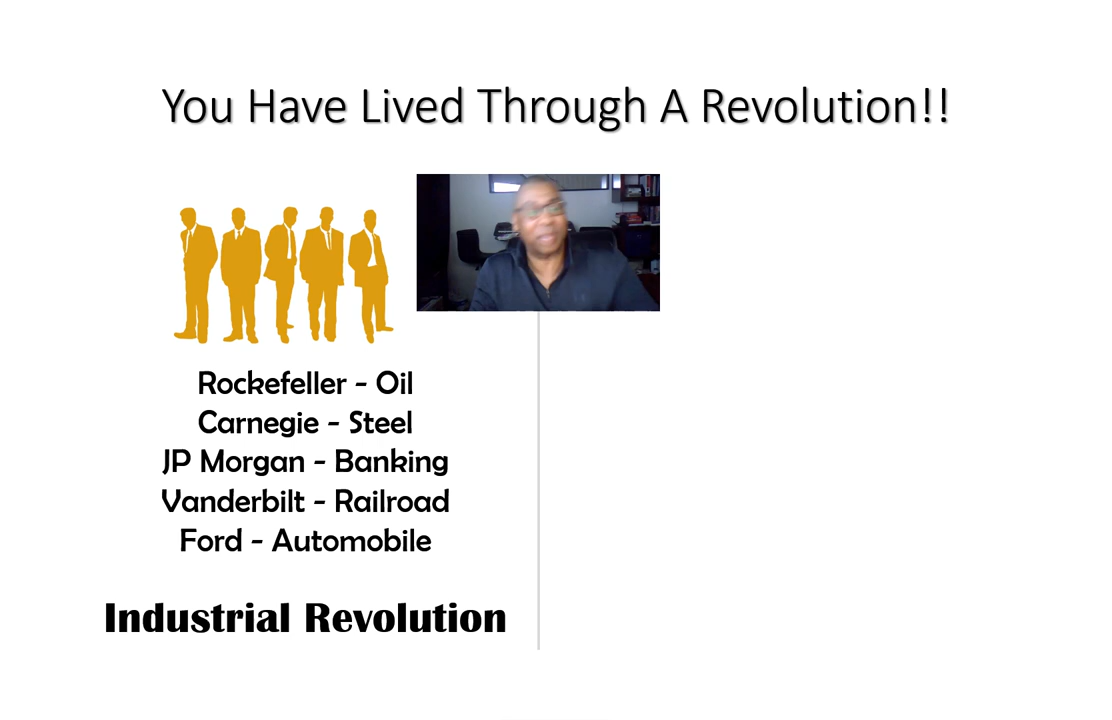 You Have Lived Through A Revolution!!
Rockefeller - Oil
Carnegie - Steel
JP Morgan - Banking
Vanderbilt - Railroad
Ford - Automobile
Industrial Revolution